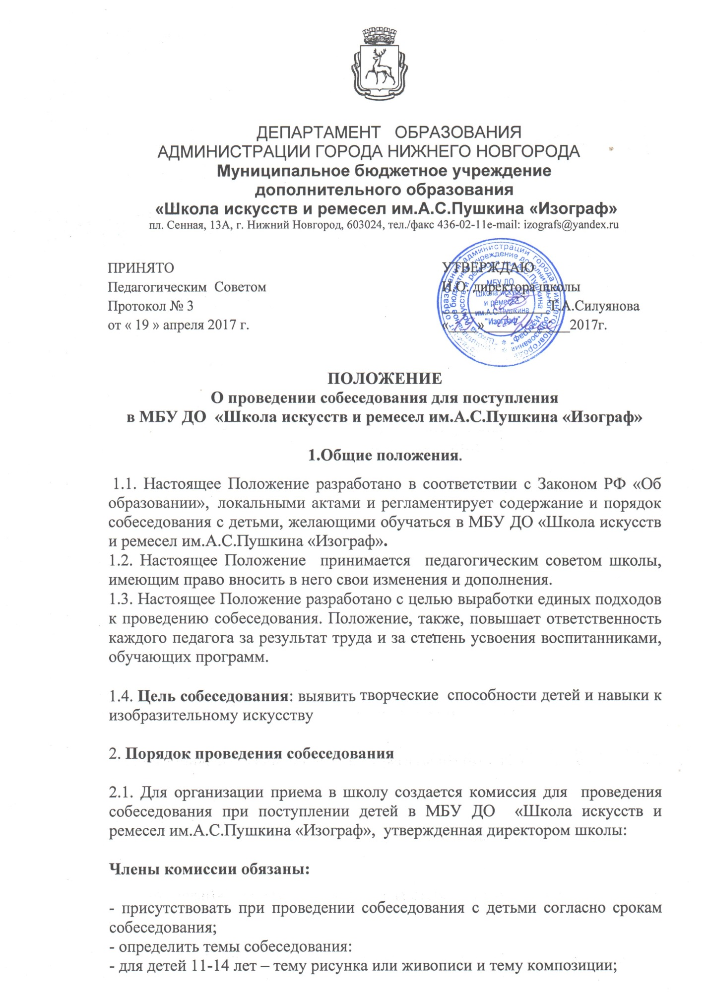 ДЕПАРТАМЕНТ ОБРАЗОВАНИЯ
АДМИНИСТРАЦИИ ГОРОДА НИЖНЕГО НОВГОРОДА
Муниципальное бюджетное учреждение
дополнительного образования
«Школа искусств и ремесел им.А.С.Пушкина «Изограф»
пл. Сенная, 13А, г. Нижний Новгород, 603024, тел./факс 436-02-11e-mail: izografs@yandex.ru
ПРИНЯТО
Педагогическим Советом
Протокол № 3
от « 19 » апреля 2017 г.
УТВЕРЖДАЮ
И.О. директора школы
Т.А.Силуянова
«____»____________2017г.
МБУ ДО
Школа искусств
и ремесел
им.А.С.Пушкина
"Изограф"
ПОЛОЖЕНИЕ
О проведении собеседования для поступления
в МБУ ДО «Школа искусств и ремесел им.А.С.Пушкина «Изограф»
1.Общие положения.
1.1. Настоящее Положение разработано в соответствии с Законом РФ «Об
образовании», локальными актами и регламентирует содержание и порядок
собеседования с детьми, желающими обучаться в МБУ ДО «Школа искусств
и ремесел им.А.С.Пушкина «Изограф».
1.2. Настоящее Положение принимается педагогическим советом школы,
имеющим право вносить в него свои изменения и дополнения.
1.3. Настоящее Положение разработано с целью выработки единых подходов
к проведению собеседования. Положение, также, повышает ответственность
каждого педагога за результат труда и за степень усвоения воспитанниками,
обучающих программ.
1.4. Цель собеседования: выявить творческие способности детей и навыки к
изобразительному искусству
2. Порядок проведения собеседования
2.1. Для организации приема в школу создается комиссия для проведения
собеседования при поступлении детей в МБУ ДО «Школа искусств и
ремесел им.А.С.Пушкина «Изограф», утвержденная директором школы:
Члены комиссии обязаны:
- присутствовать при проведении собеседования с детьми согласно срокам
собеседования;
- определить темы собеседования:
- для детей 11-14 лет – тему рисунка или живописи и тему композиции;